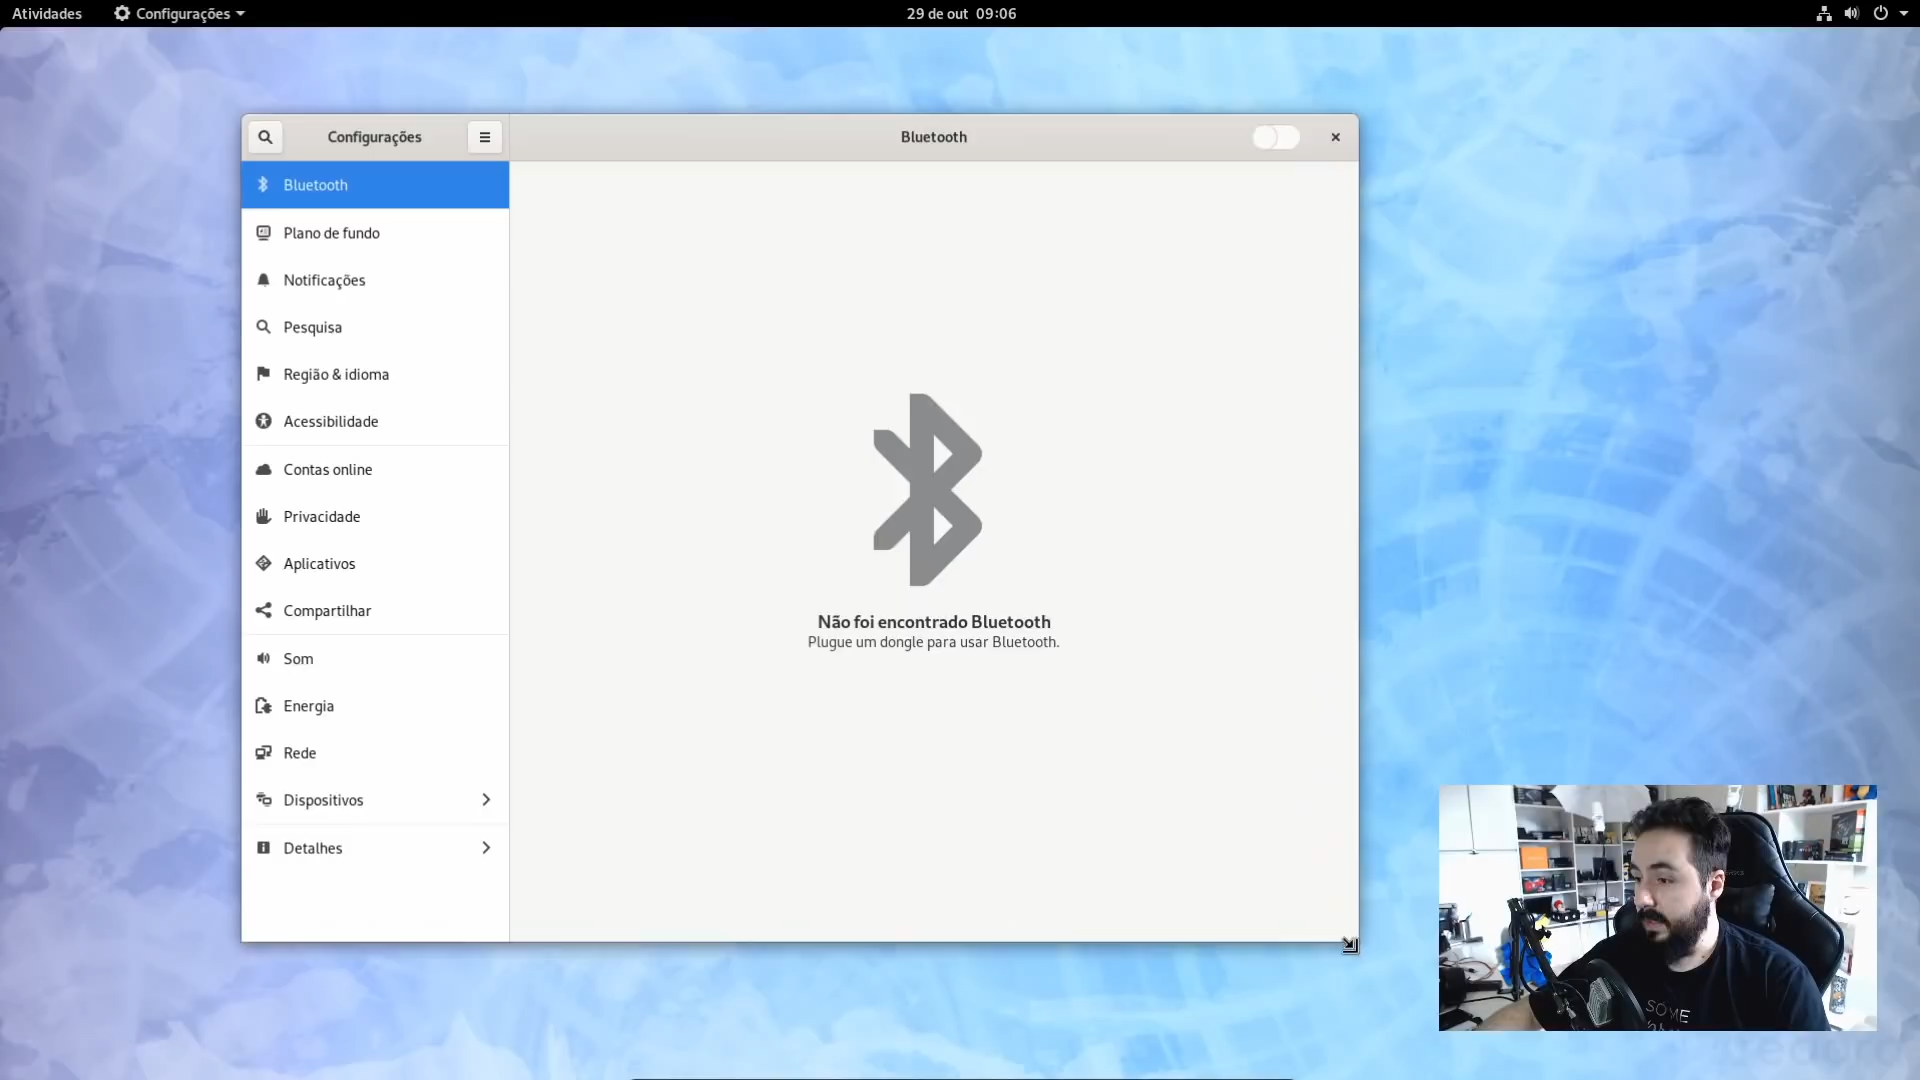 Atividades
Configurações
29 de out 09:06
Configurações
Bluetooth
Bluetooth
Plano de fundo
Notificações
Pesquisa
Região & idioma
Acessibilidade
Contas online
Privacidade
Aplicativos
Compartilhar
Som
Energia
Rede
Dispositivos
Detalhes
Não foi encontrado Bluetooth
Plugue um dongle para usar Bluetooth.
SOME